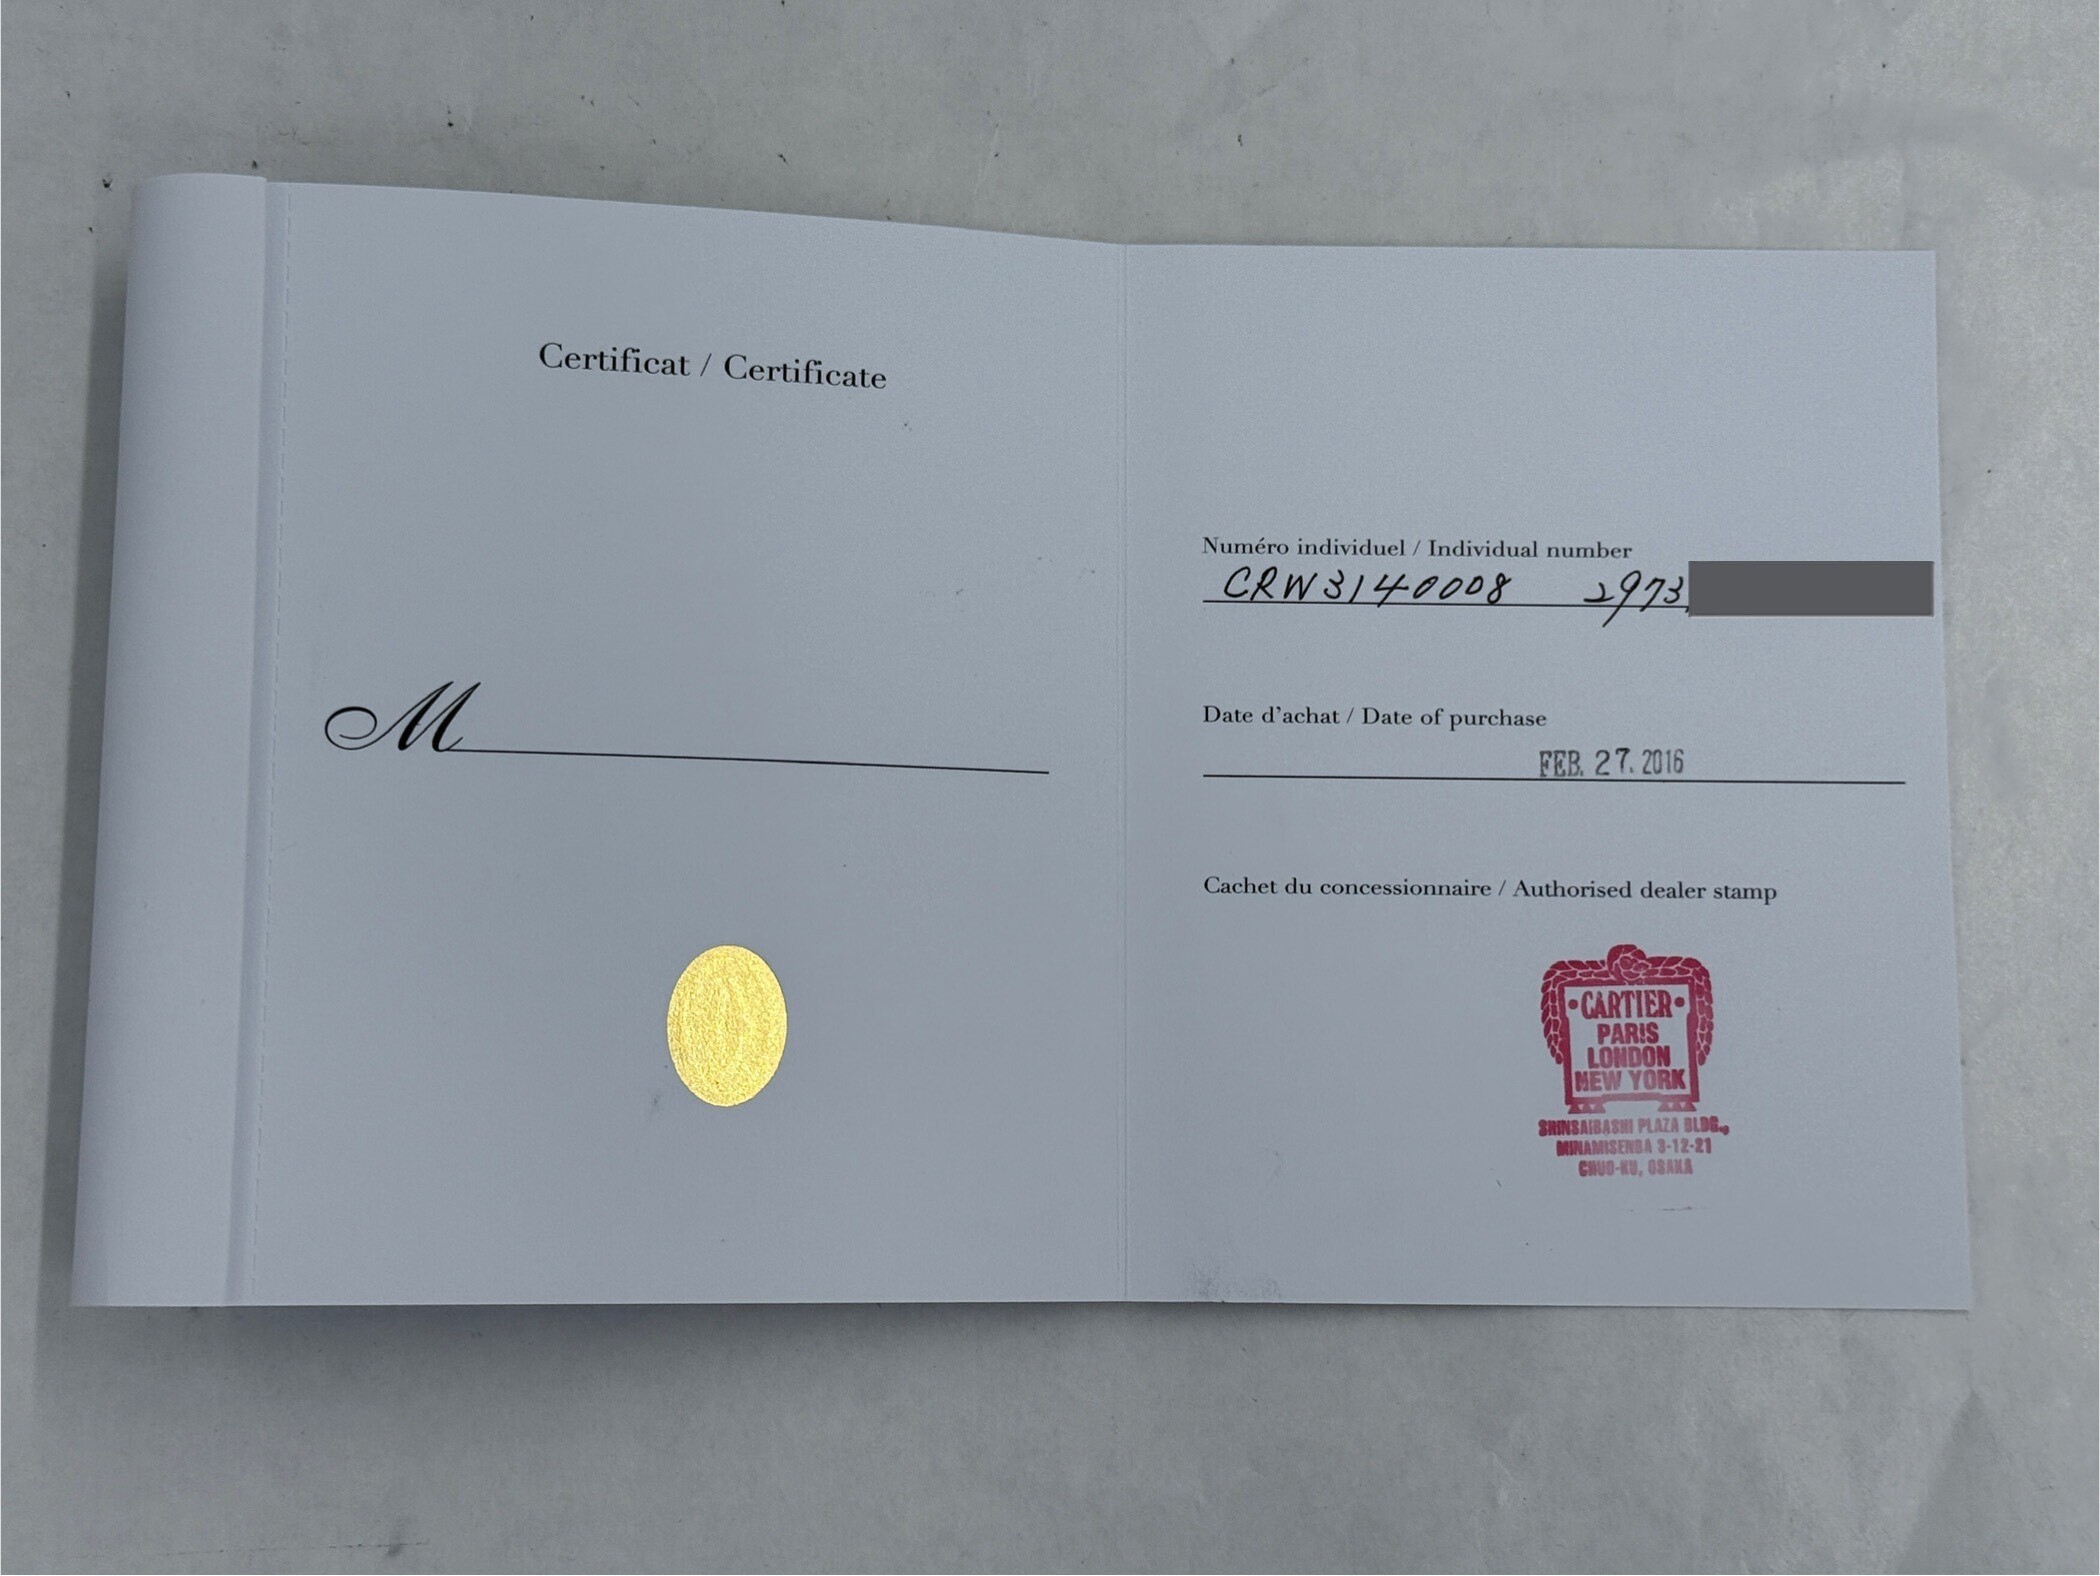 Certificat / Certificate
M
Numéro individuel / Individual number
CRW3140008 2973
Date d'achat / Date of purchase
FEB. 27. 2016
Cachet du concessionnaire / Authorised dealer stamp
•CARTIER•
PARIS
LONDON
NEW YORK
SHINSAIBASHI PLAZA BLDG.,
MINAMISENBA 3-12-21
CHUO-KU, OSAKA